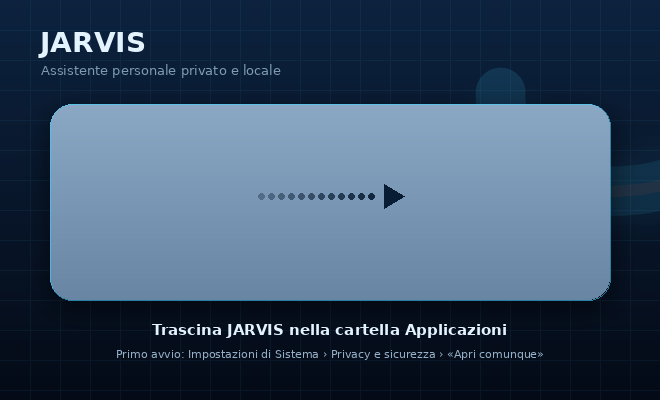 JARVIS
Assistente personale privato e locale
Trascina JARVIS nella cartella Applicazioni
Primo avvio: Impostazioni di Sistema › Privacy e sicurezza › «Apri comunque»